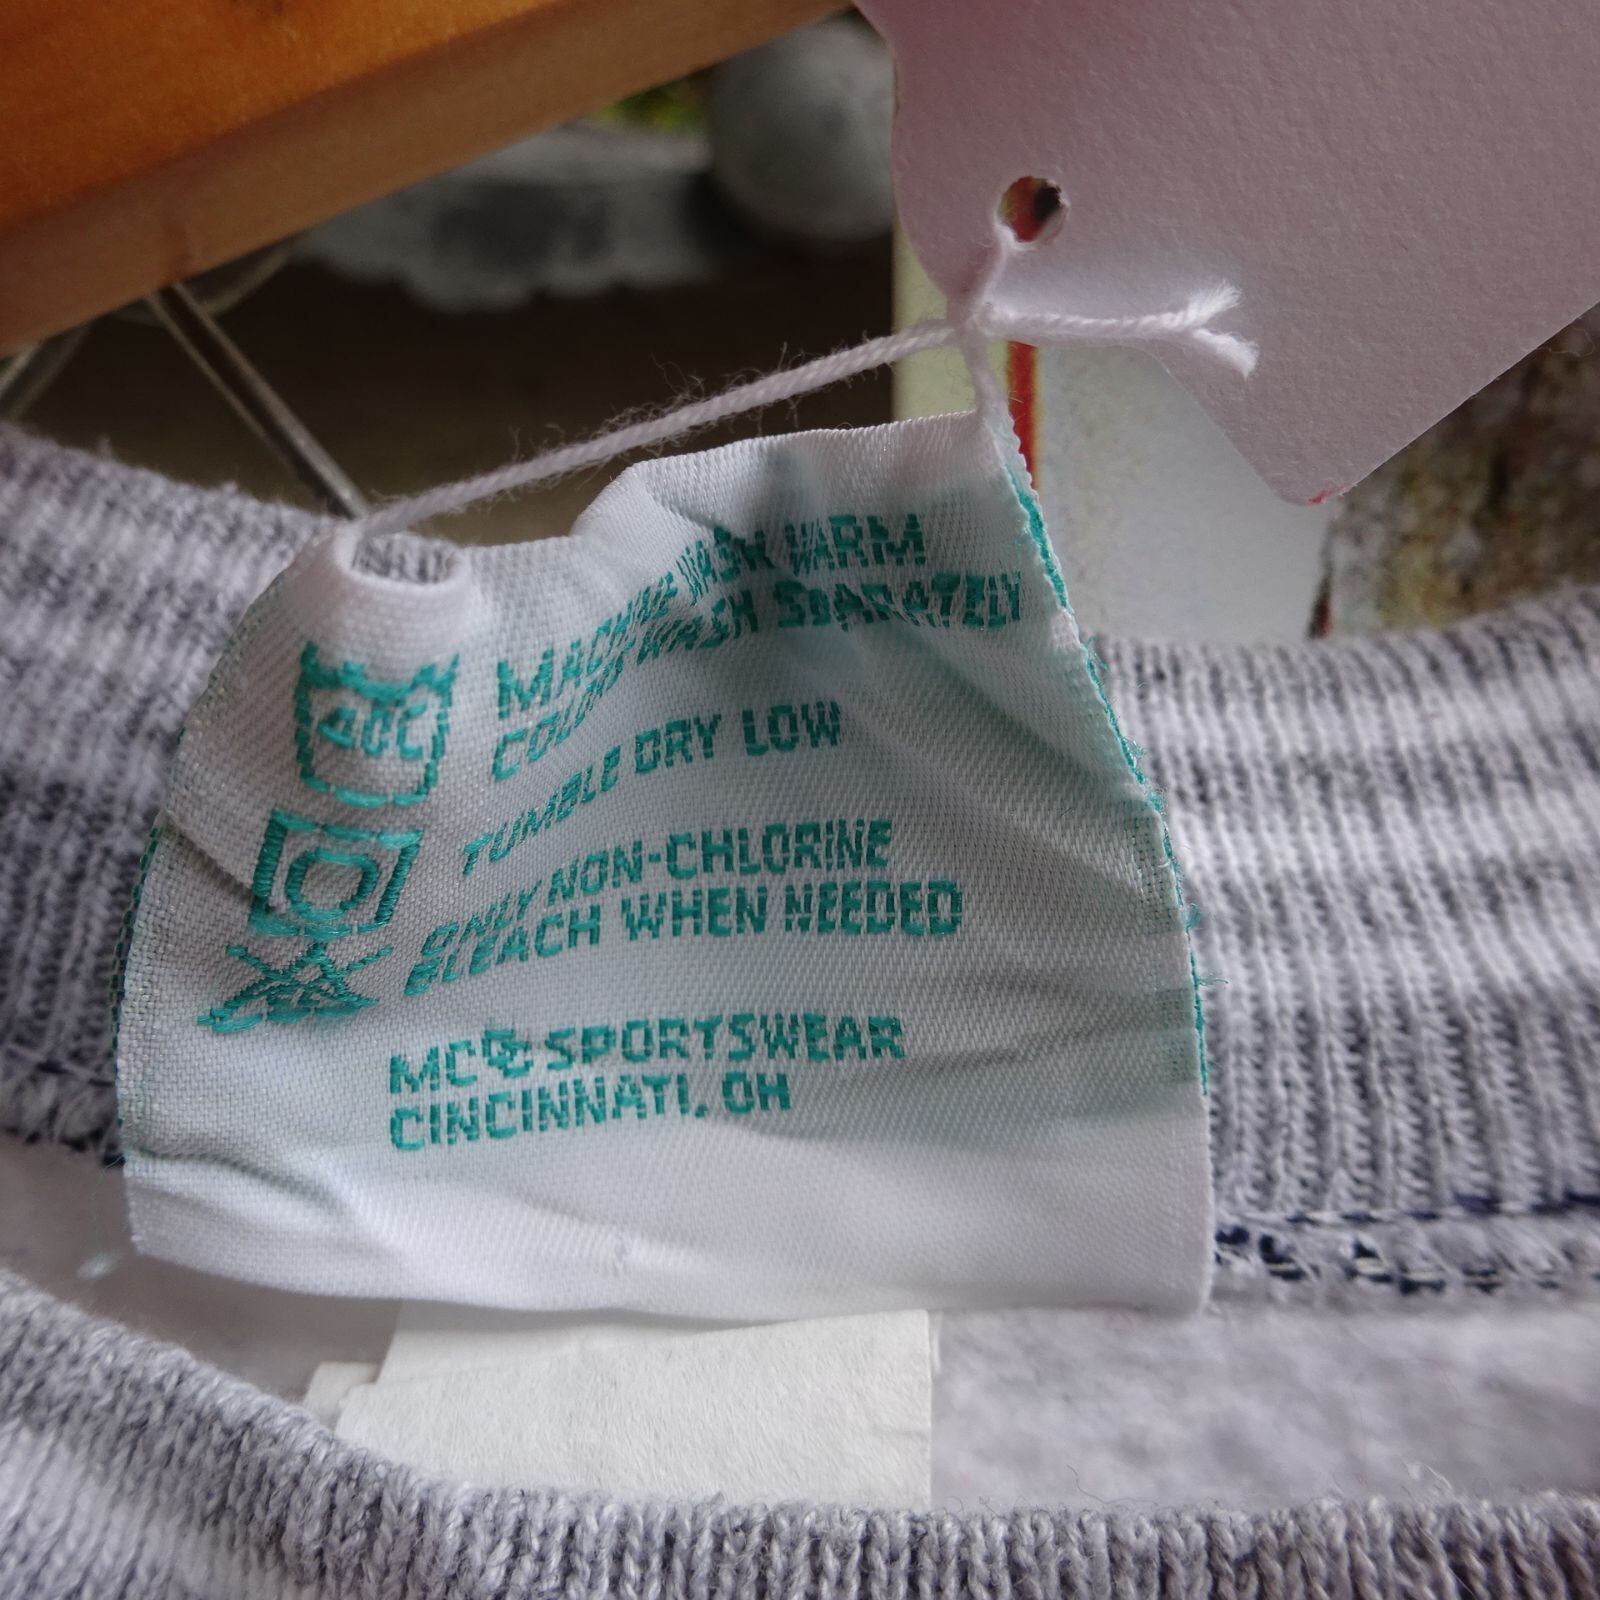 MACHINE WASH WARM
COLORS WASH SEPARATELY
40C
TUMBLE DRY LOW
ONLY NON-CHLORINE
BLEACH WHEN NEEDED
MC SPORTSWEAR
CINCINNATI, OH